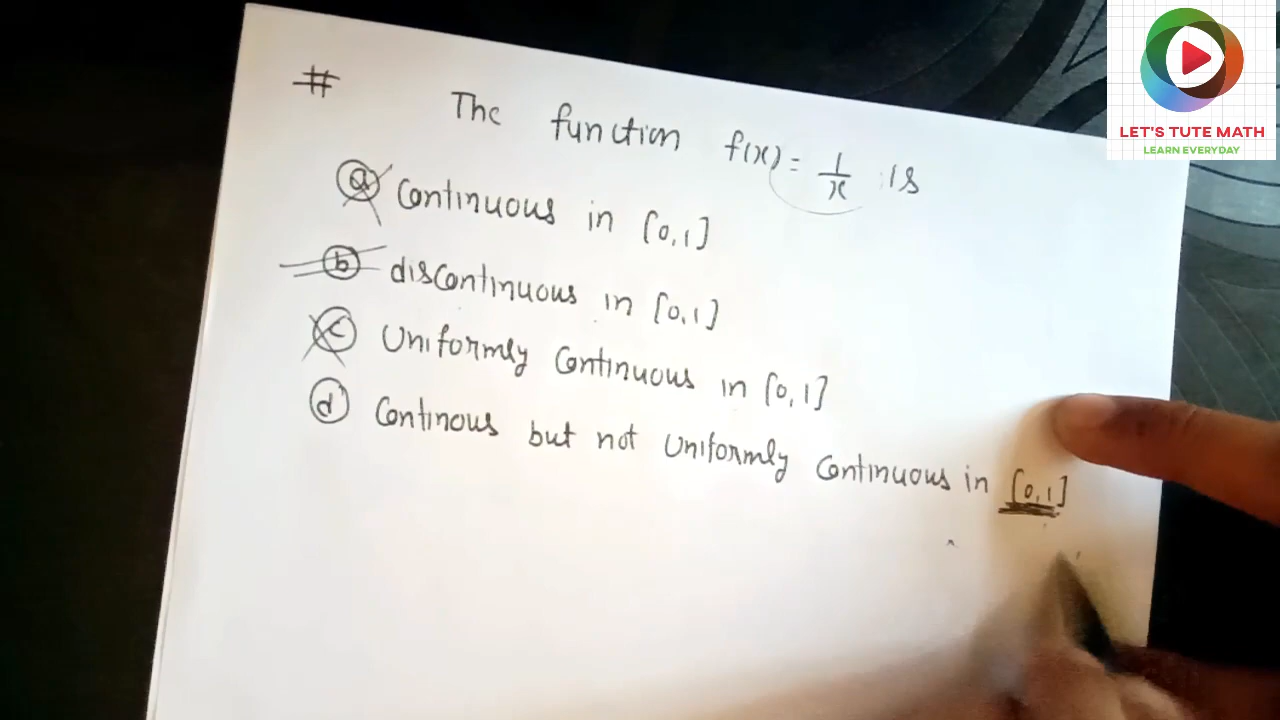 # The function f(x) = 1/x is
ⓐ Continuous in [0,1]
ⓑ discontinuous in [0,1]
ⓒ Uniformly Continuous in [0,1]
ⓓ Continous but not Uniformly Continuous in [0,1]
LET'S TUTE MATH
LEARN EVERYDAY